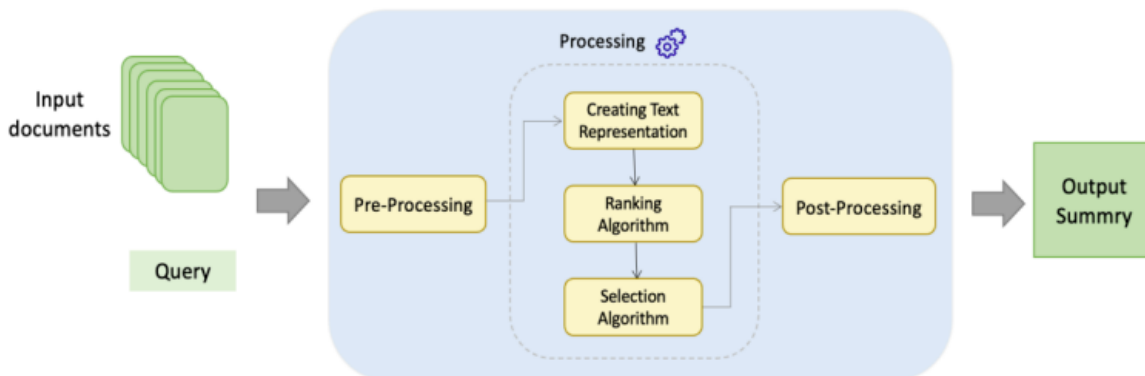 Processing
Input
documents
Creating Text
Representation
Pre-Processing
Ranking
Algorithm
Post-Processing
Output
Summry
Query
Selection
Algorithm